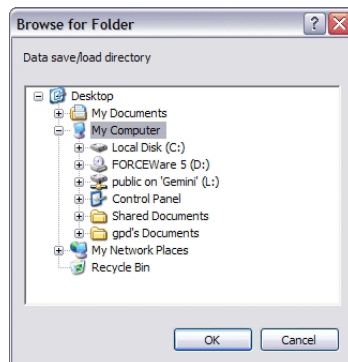 Browse for Folder
Data save/load directory
Desktop
My Documents
My Computer
Local Disk (C:)
FORCEWare 5 (D:)
public on 'Gemini' (L:)
Control Panel
Shared Documents
gpd's Documents
My Network Places
Recycle Bin
OK Cancel